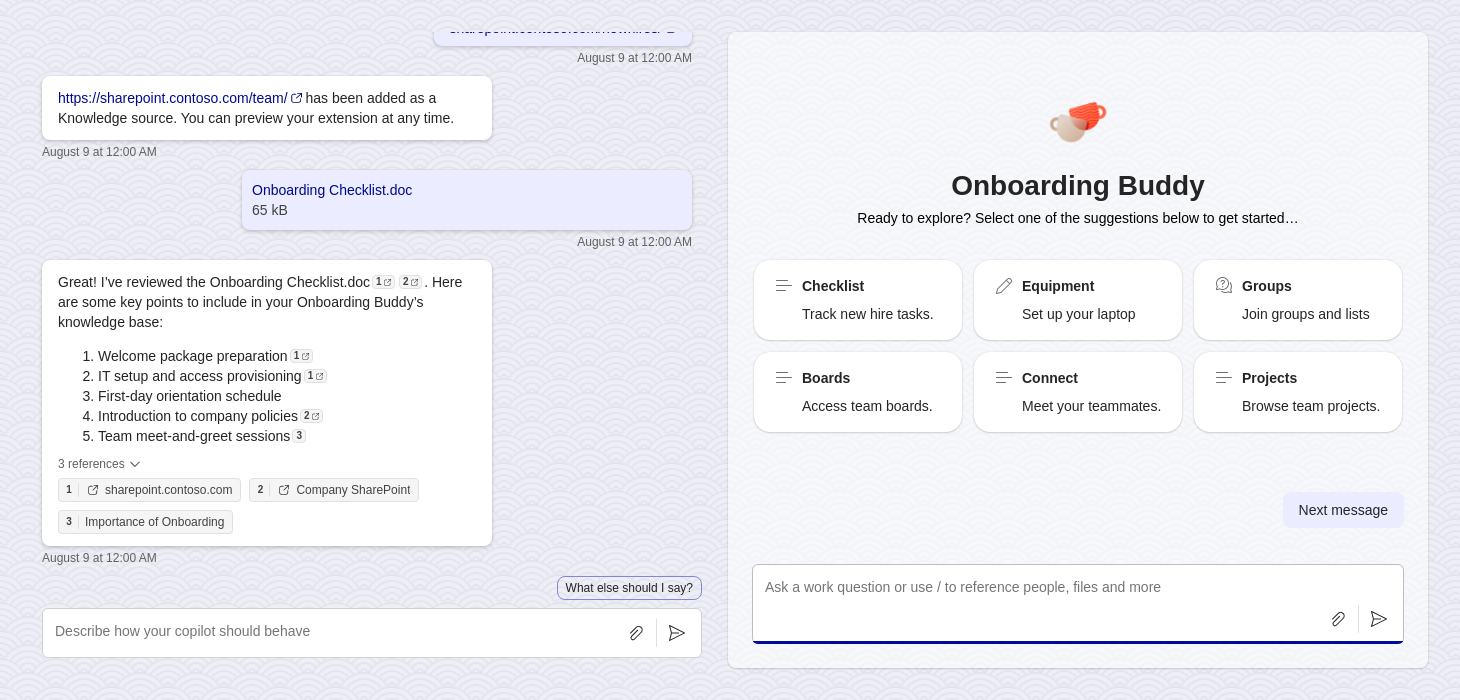 August 9 at 12:00 AM
https://sharepoint.contoso.com/team/ has been added as a
Knowledge source. You can preview your extension at any time.
August 9 at 12:00 AM
Onboarding Checklist.doc
65 kB
August 9 at 12:00 AM
Great! I’ve reviewed the Onboarding Checklist.doc 1 2 . Here
are some key points to include in your Onboarding Buddy’s
knowledge base:
1. Welcome package preparation 1
2. IT setup and access provisioning 1
3. First-day orientation schedule
4. Introduction to company policies 2
5. Team meet-and-greet sessions 3
3 references
1 sharepoint.contoso.com 2 Company SharePoint
3 Importance of Onboarding
August 9 at 12:00 AM
What else should I say?
Describe how your copilot should behave
Onboarding Buddy
Ready to explore? Select one of the suggestions below to get started…
Checklist
Track new hire tasks.
Equipment
Set up your laptop
Groups
Join groups and lists
Boards
Access team boards.
Connect
Meet your teammates.
Projects
Browse team projects.
Next message
Ask a work question or use / to reference people, files and more